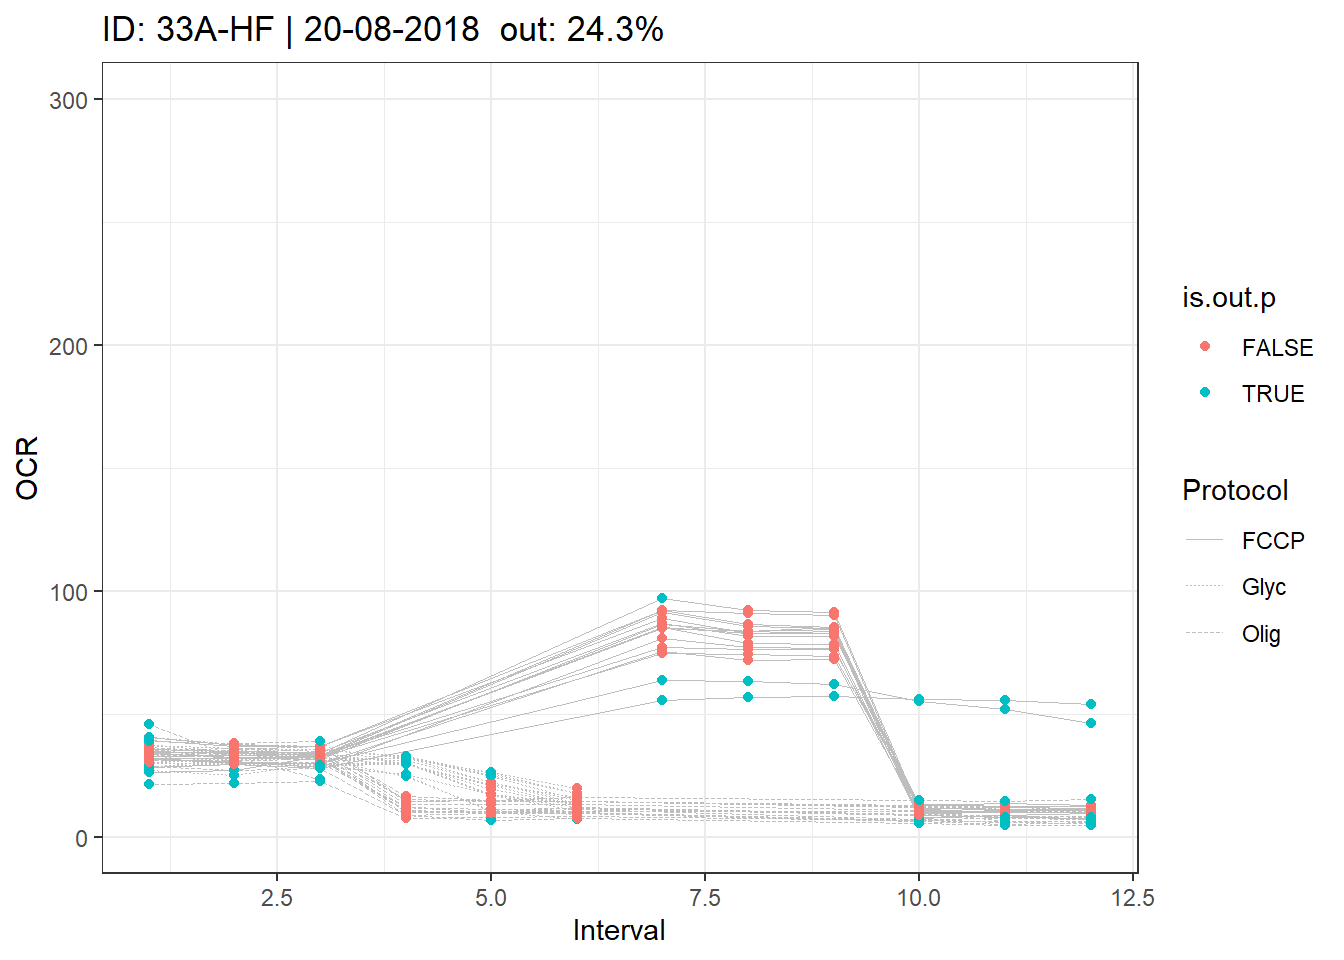 ID: 33A-HF | 20-08-2018  out: 24.3%
300
200
100
0
OCR
2.5
5.0
7.5
10.0
12.5
Interval
is.out.p
FALSE
TRUE
Protocol
FCCP
Glyc
Olig